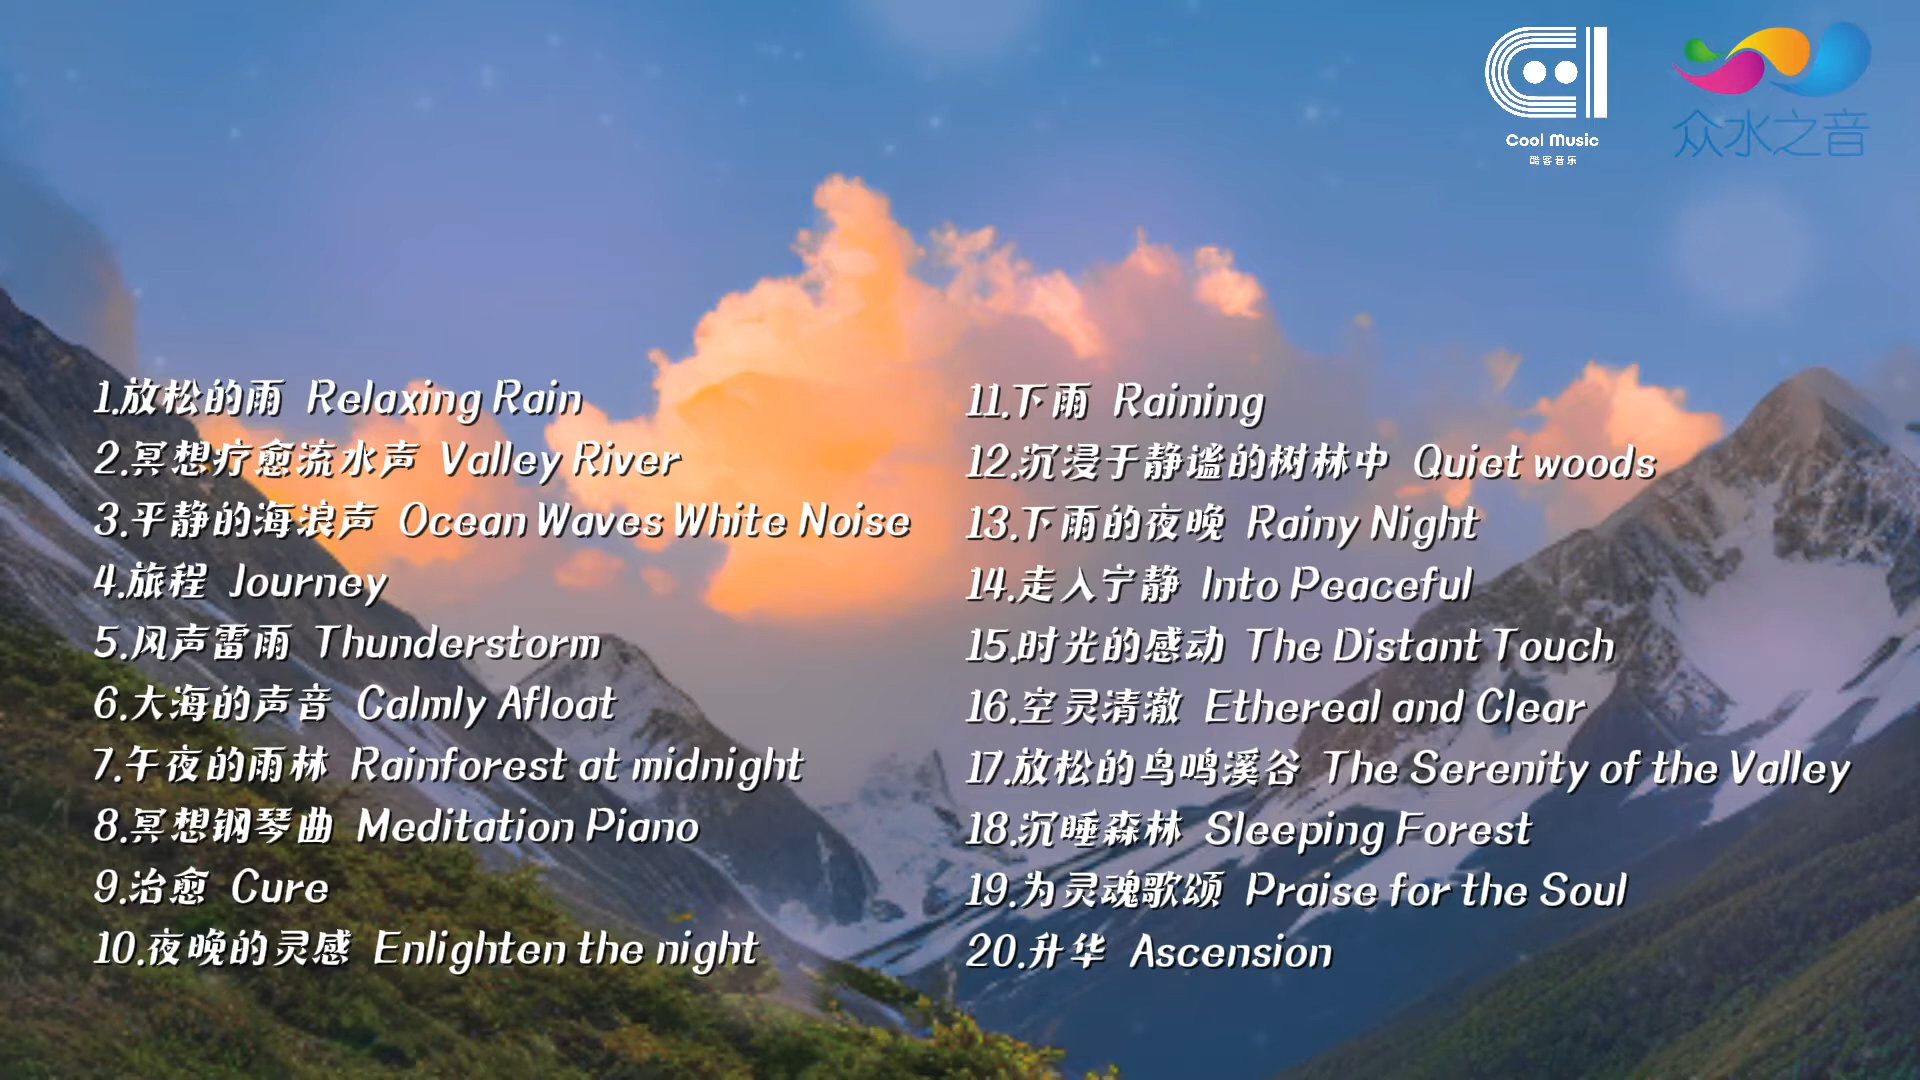 Cool Music
酷客音乐
众水之音
1.放松的雨 Relaxing Rain
2.冥想疗愈流水声 Valley River
3.平静的海浪声 Ocean Waves White Noise
4.旅程 Journey
5.风声雷雨 Thunderstorm
6.大海的声音 Calmly Afloat
7.午夜的雨林 Rainforest at midnight
8.冥想钢琴曲 Meditation Piano
9.治愈 Cure
10.夜晚的灵感 Enlighten the night
11.下雨 Raining
12.沉浸于静谧的树林中 Quiet woods
13.下雨的夜晚 Rainy Night
14.走入宁静 Into Peaceful
15.时光的感动 The Distant Touch
16.空灵清澈 Ethereal and Clear
17.放松的鸟鸣溪谷 The Serenity of the Valley
18.沉睡森林 Sleeping Forest
19.为灵魂歌颂 Praise for the Soul
20.升华 Ascension